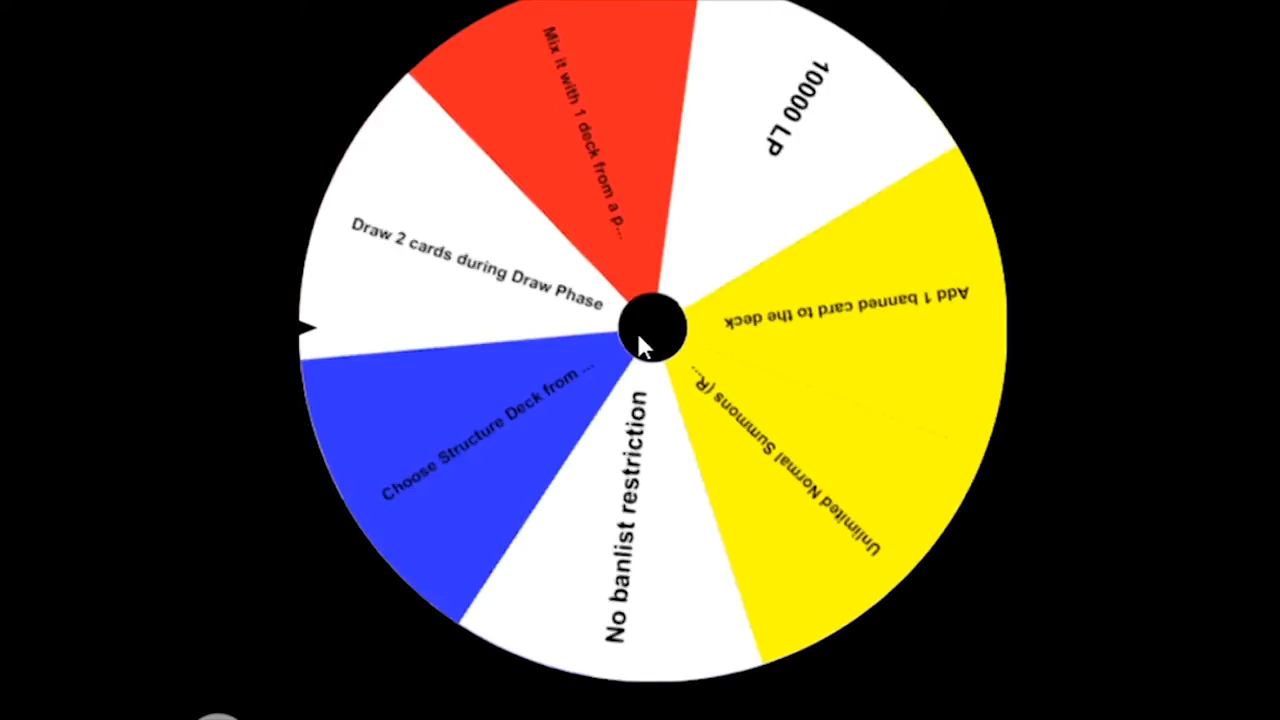 Mix it with 1 deck from a p...
10000 LP
Draw 2 cards during Draw Phase
Add 1 banned card to the deck
Choose Structure Deck from ...
Unlimited Normal Summons (R...
No banlist restriction